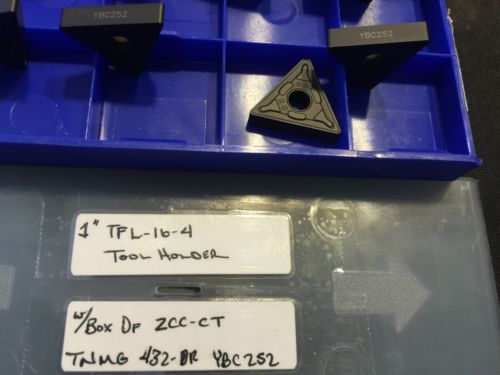 YBC252
YBC252
1" TFL-16-4
TOOL HOLDER
W/BOX OF ZCC-CT
TNMG 432-DR YBC252